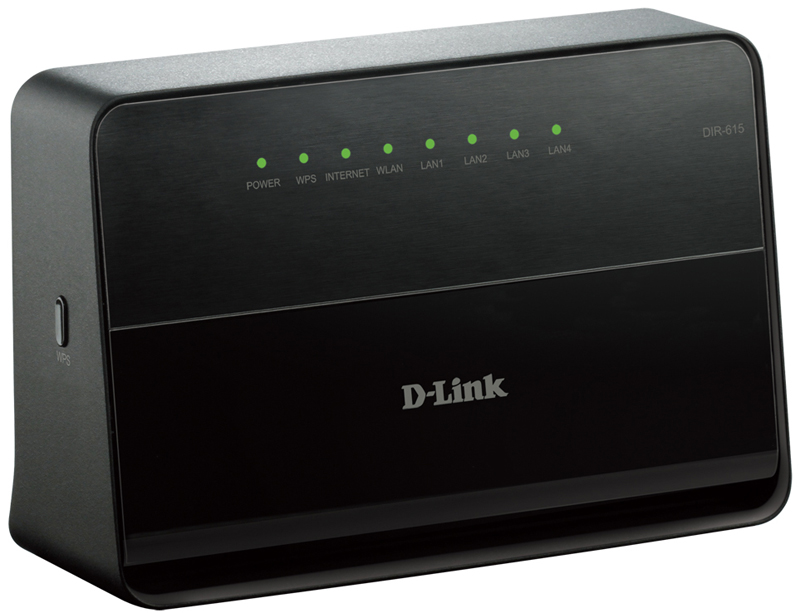 DIR-615
POWER WPS INTERNET WLAN LAN1 LAN2 LAN3 LAN4
WPS
D-Link